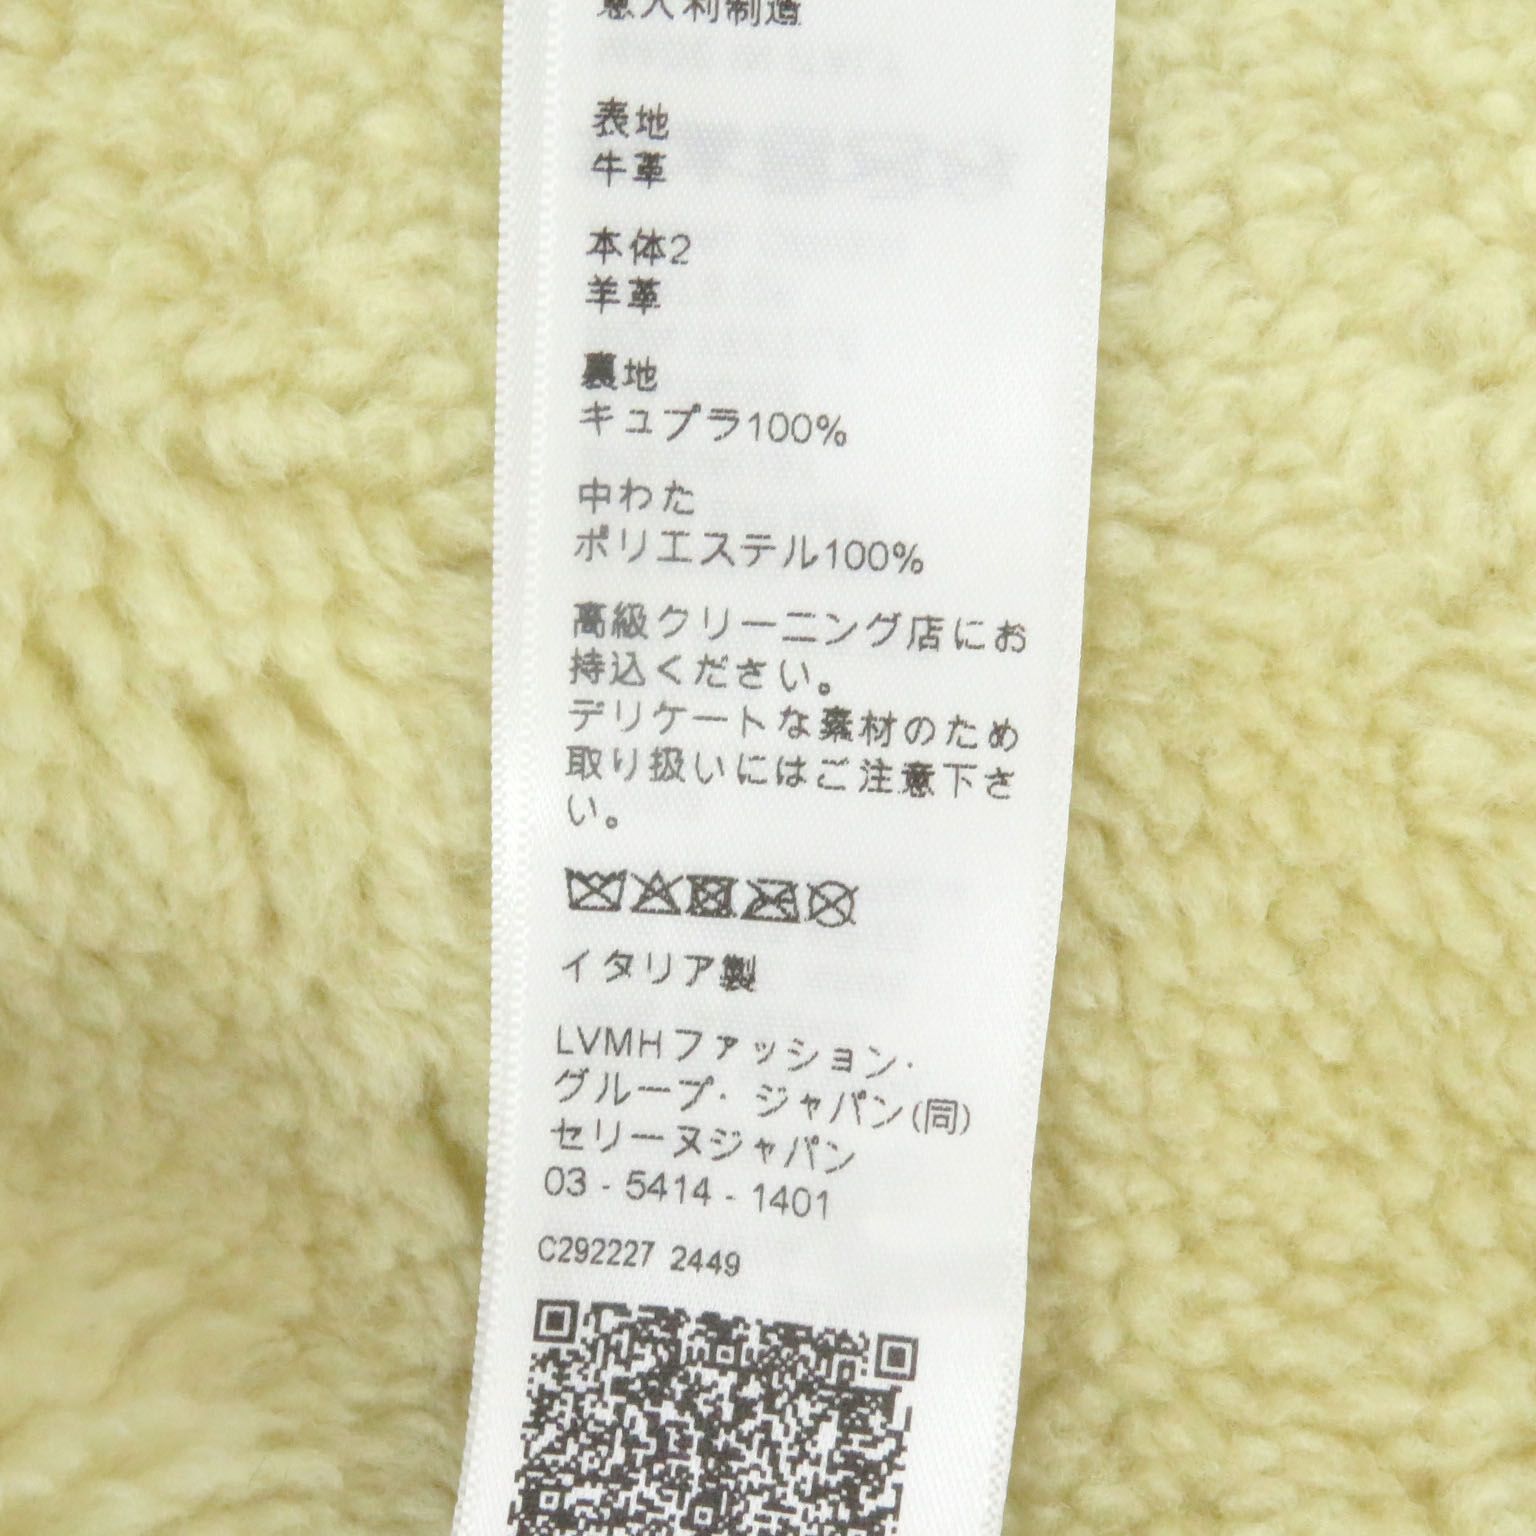 意大利制造
表地
牛革
本体2
羊革
裏地
キュプラ100%
中わた
ポリエステル100%
高級クリーニング店にお
持込ください。
デリケートな素材のため
取り扱いにはご注意下さ
い。
イタリア製
LVMHファッション・
グループ・ジャパン(同)
セリーヌジャパン
03 - 5414 - 1401
C292227 2449